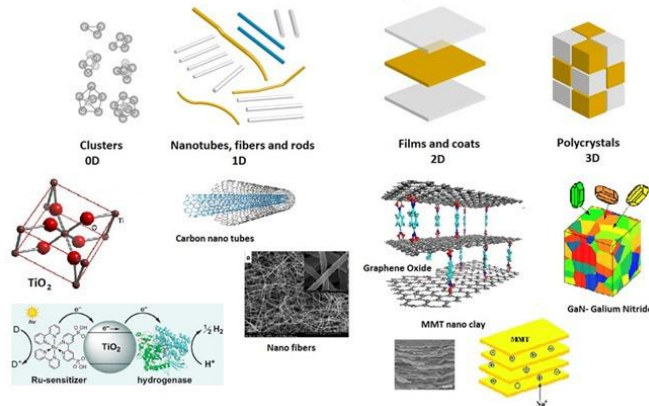 Clusters
0D
Nanotubes, fibers and rods
1D
Films and coats
2D
Polycrystals
3D
Ti
O
TiO2
Carbon nano tubes
Nano fibers
Graphene Oxide
MMT nano clay
GaN- Galium Nitride
hν
D
D+
e-
e-
e-
TiO2
½ H2
H+
Ru-sensitizer
hydrogenase
MMT